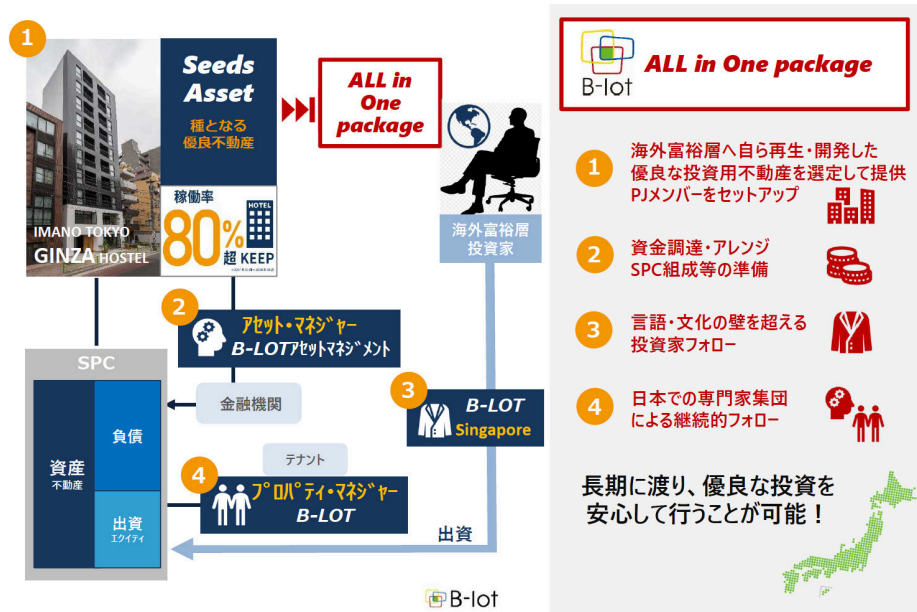 1
Seeds
Asset
種となる
優良不動産
稼働率
80%
HOTEL
超 KEEP
IMANO TOKYO
GINZA HOSTEL
ALL in
One
package
海外富裕層
投資家
2
アセット・マネジャー
B-LOTアセットマネジメント
SPC
金融機関
資産
不動産
負債
出資
エクイティ
3
B-LOT
Singapore
テナント
4
プロパティ・マネジャー
B-LOT
出資
B-lot
B-lot
ALL in One package
1
海外富裕層へ自ら再生・開発した
優良な投資用不動産を選定して提供
PJメンバーをセットアップ
2
資金調達・アレンジ
SPC組成等の準備
3
言語・文化の壁を超える
投資家フォロー
4
日本での専門家集団
による継続的フォロー
長期に渡り、優良な投資を
安心して行うことが可能！